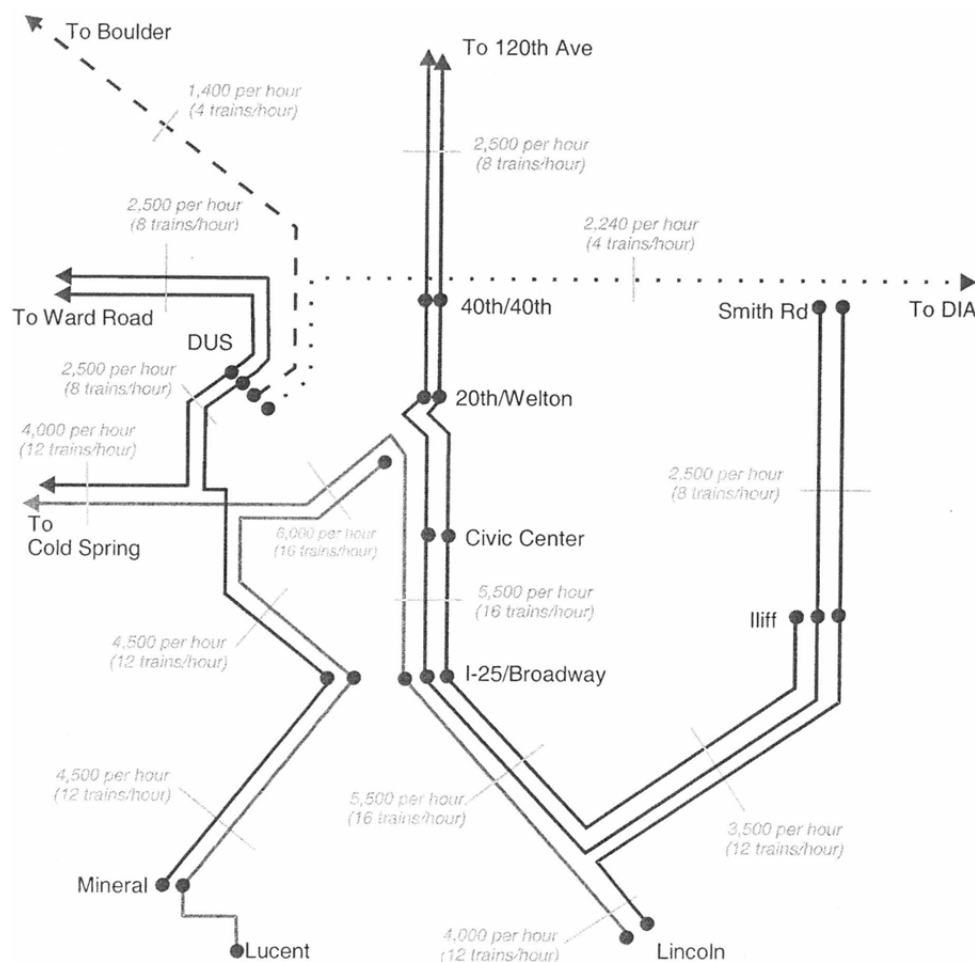 To Boulder
To 120th Ave
1,400 per hour
(4 trains/hour)
2,500 per hour
(8 trains/hour)
2,500 per hour
(8 trains/hour)
2,240 per hour
(4 trains/hour)
To Ward Road
40th/40th
Smith Rd
To DIA
DUS
2,500 per hour
(8 trains/hour)
20th/Welton
4,000 per hour
(12 trains/hour)
2,500 per hour
(8 trains/hour)
To
Cold Spring
6,000 per hour
(16 trains/hour)
Civic Center
5,500 per hour
(16 trains/hour)
Iliff
4,500 per hour
(12 trains/hour)
I-25/Broadway
4,500 per hour
(12 trains/hour)
5,500 per hour
(16 trains/hour)
3,500 per hour
(12 trains/hour)
Mineral
4,000 per hour
(12 trains/hour)
Lucent
Lincoln